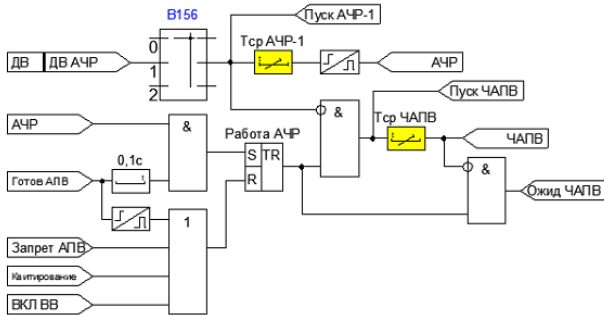 B156
Пуск АЧР-1
0
Тср АЧР-1
ДВ
ДВ АЧР
1
АЧР
2
Пуск ЧАПВ
АЧР
&
&
Тср ЧАПВ
Работа АЧР
ЧАПВ
0,1с
S
TR
Готов АПВ
R
&
Ожид ЧАПВ
1
Запрет АПВ
Квитирование
ВКЛ ВВ